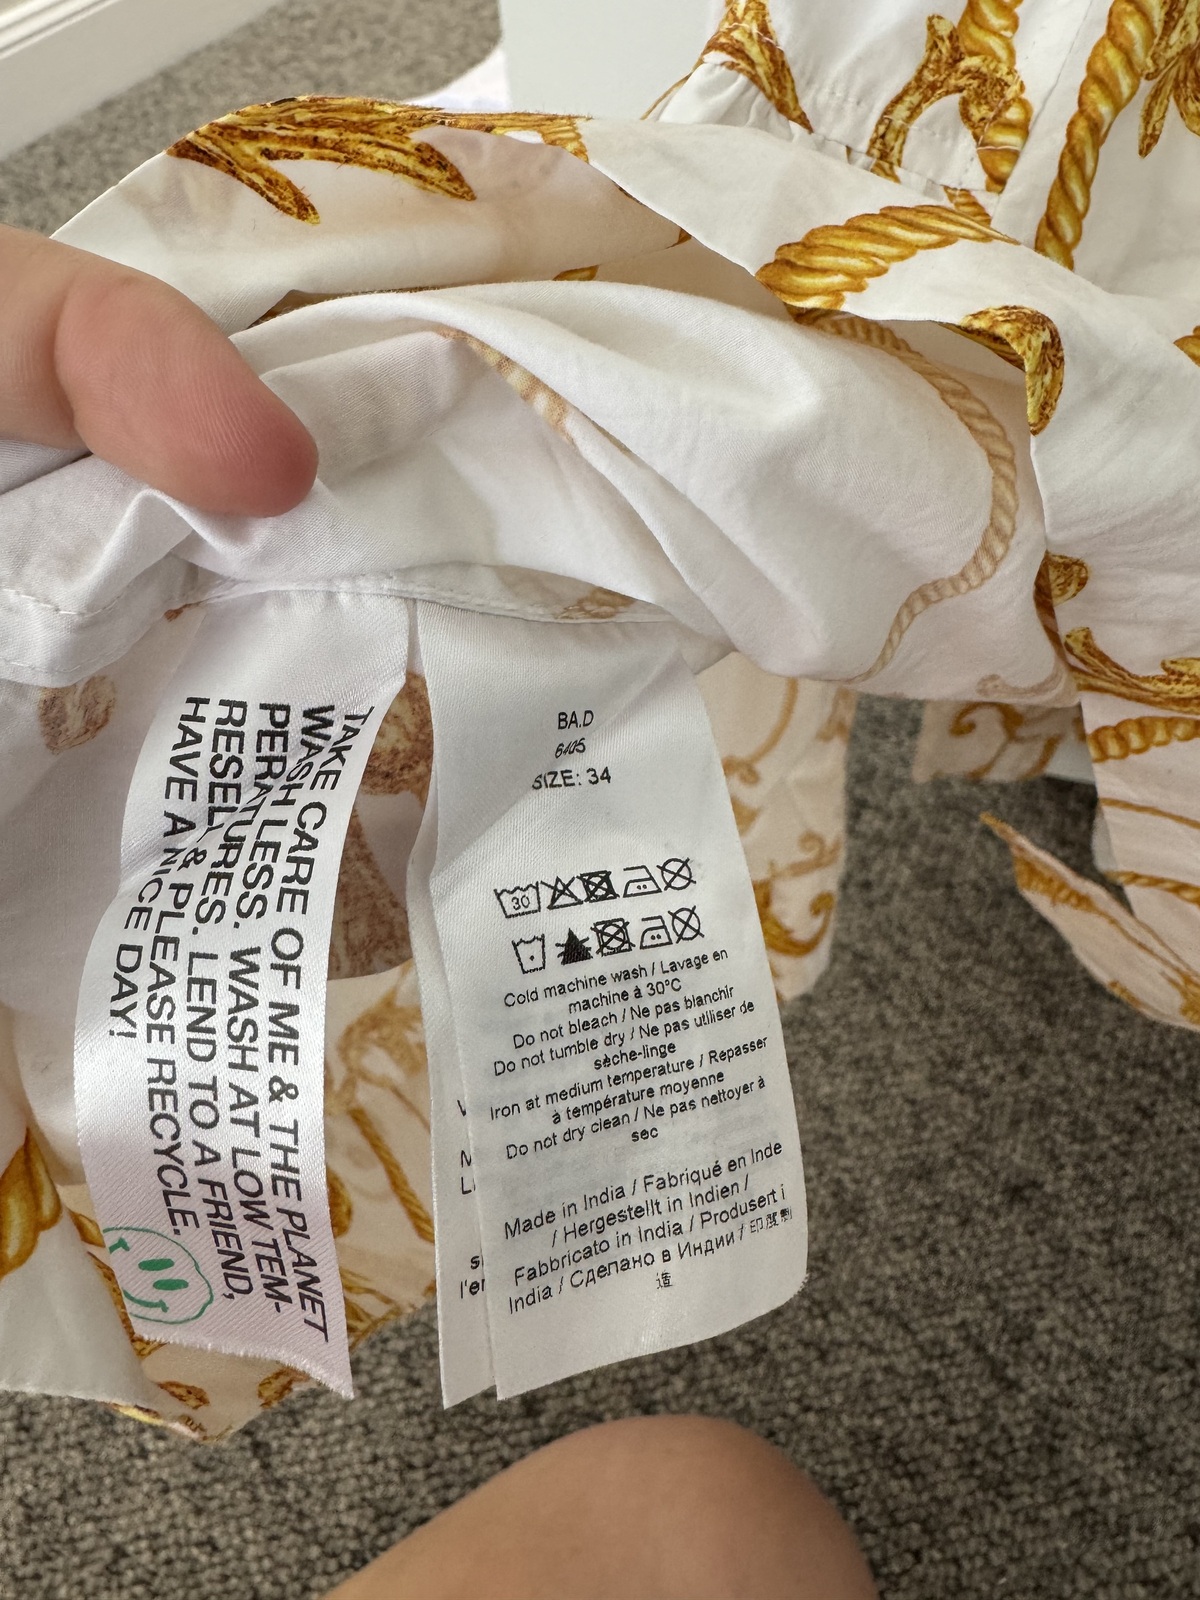 TAKE CARE OF ME & THE PLANET
WASH LESS. WASH AT LOW TEM-
PERATURES. LEND TO A FRIEND,
RESELL & PLEASE RECYCLE.
HAVE A NICE DAY!
BA.D
SIZE: 34
30
Cold machine wash / Lavage en
machine à 30°C
Do not bleach / Ne pas blanchir
Do not tumble dry / Ne pas utiliser de
sèche-linge
Iron at medium temperature / Repasser
à température moyenne
Do not dry clean / Ne pas nettoyer à
sec
Made in India / Fabriqué en Inde
/ Hergestellt in Indien /
Fabbricato in India / Produsert i
India / Сделано в Индии / 印度制
造